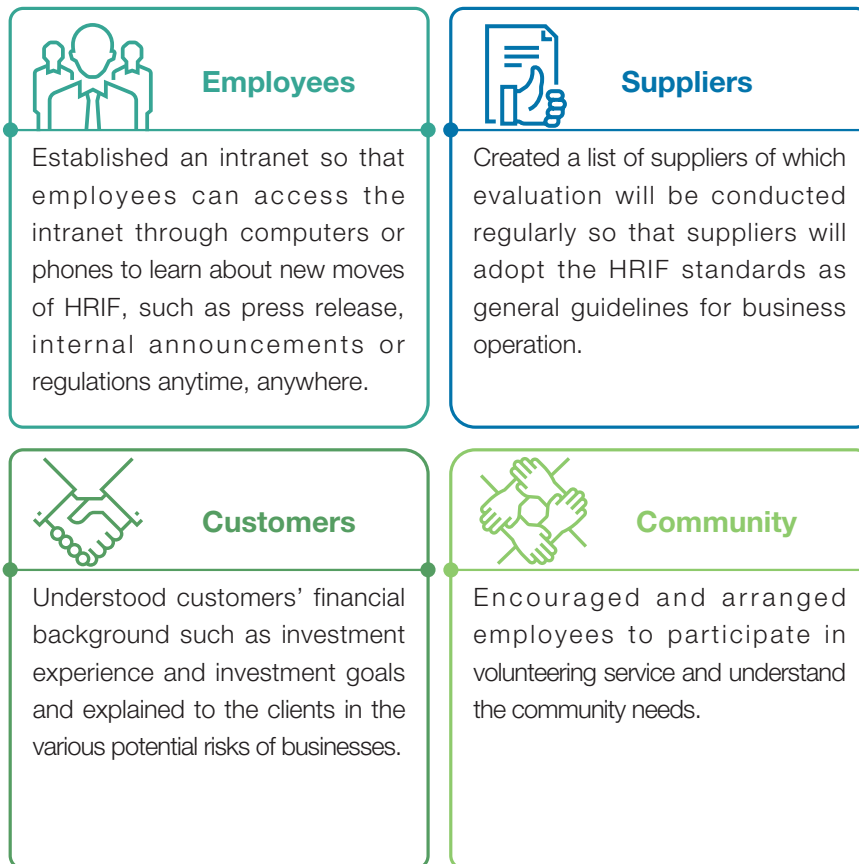 Employees
Established an intranet so that
employees can access the
intranet through computers or
phones to learn about new moves
of HRIF, such as press release,
internal announcements or
regulations anytime, anywhere.
Suppliers
Created a list of suppliers of which
evaluation will be conducted
regularly so that suppliers will
adopt the HRIF standards as
general guidelines for business
operation.
Customers
Understood customers’ financial
background such as investment
experience and investment goals
and explained to the clients in the
various potential risks of businesses.
Community
Encouraged and arranged
employees to participate in
volunteering service and understand
the community needs.